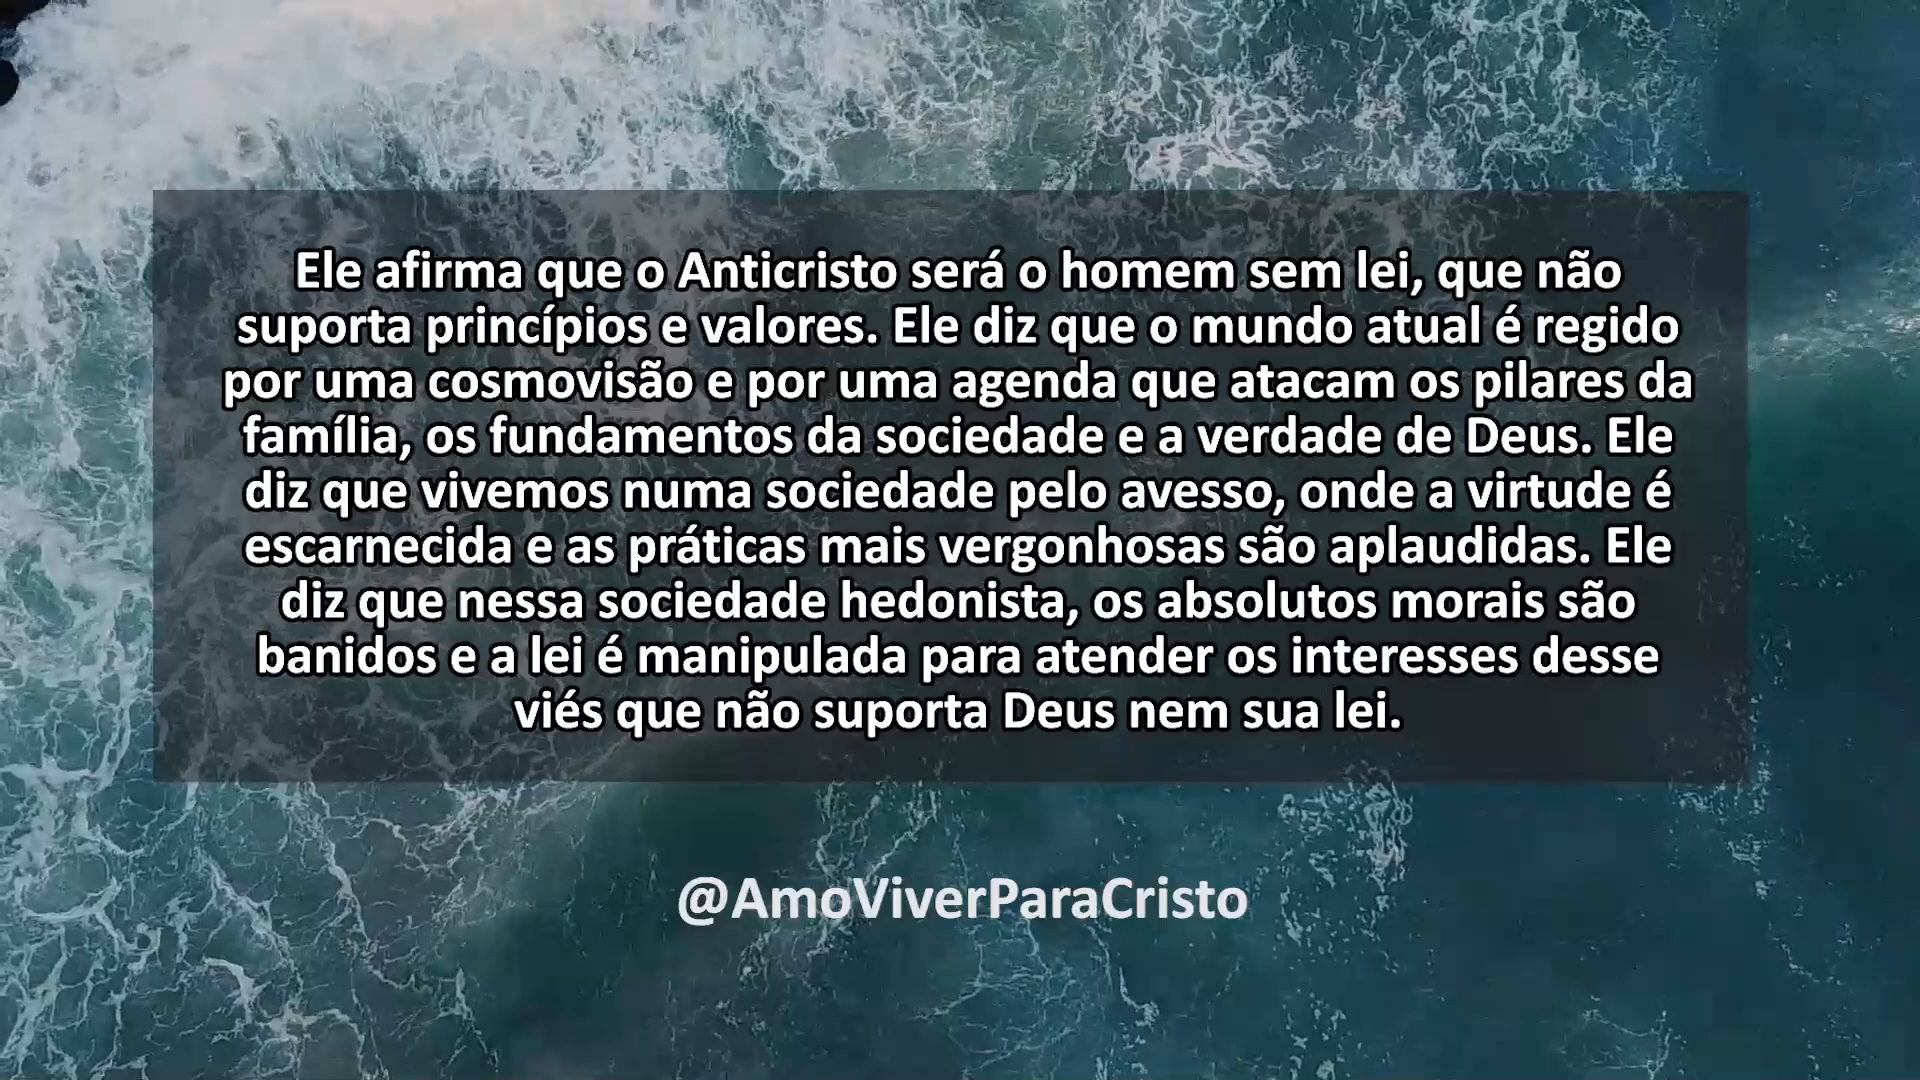 Ele afirma que o Anticristo será o homem sem lei, que não
suporta princípios e valores. Ele diz que o mundo atual é regido
por uma cosmovisão e por uma agenda que atacam os pilares da
família, os fundamentos da sociedade e a verdade de Deus. Ele
diz que vivemos numa sociedade pelo avesso, onde a virtude é
escarnecida e as práticas mais vergonhosas são aplaudidas. Ele
diz que nessa sociedade hedonista, os absolutos morais são
banidos e a lei é manipulada para atender os interesses desse
viés que não suporta Deus nem sua lei.
@AmoViverParaCristo